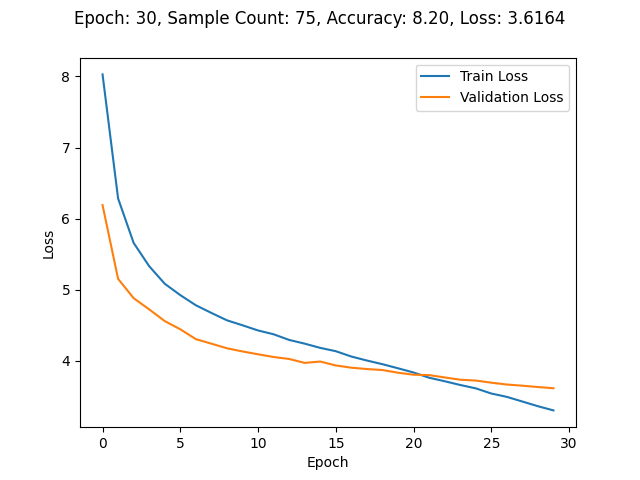 Epoch: 30, Sample Count: 75, Accuracy: 8.20, Loss: 3.6164
Train Loss
Validation Loss
8
7
6
5
4
Loss
0
5
10
15
20
25
30
Epoch